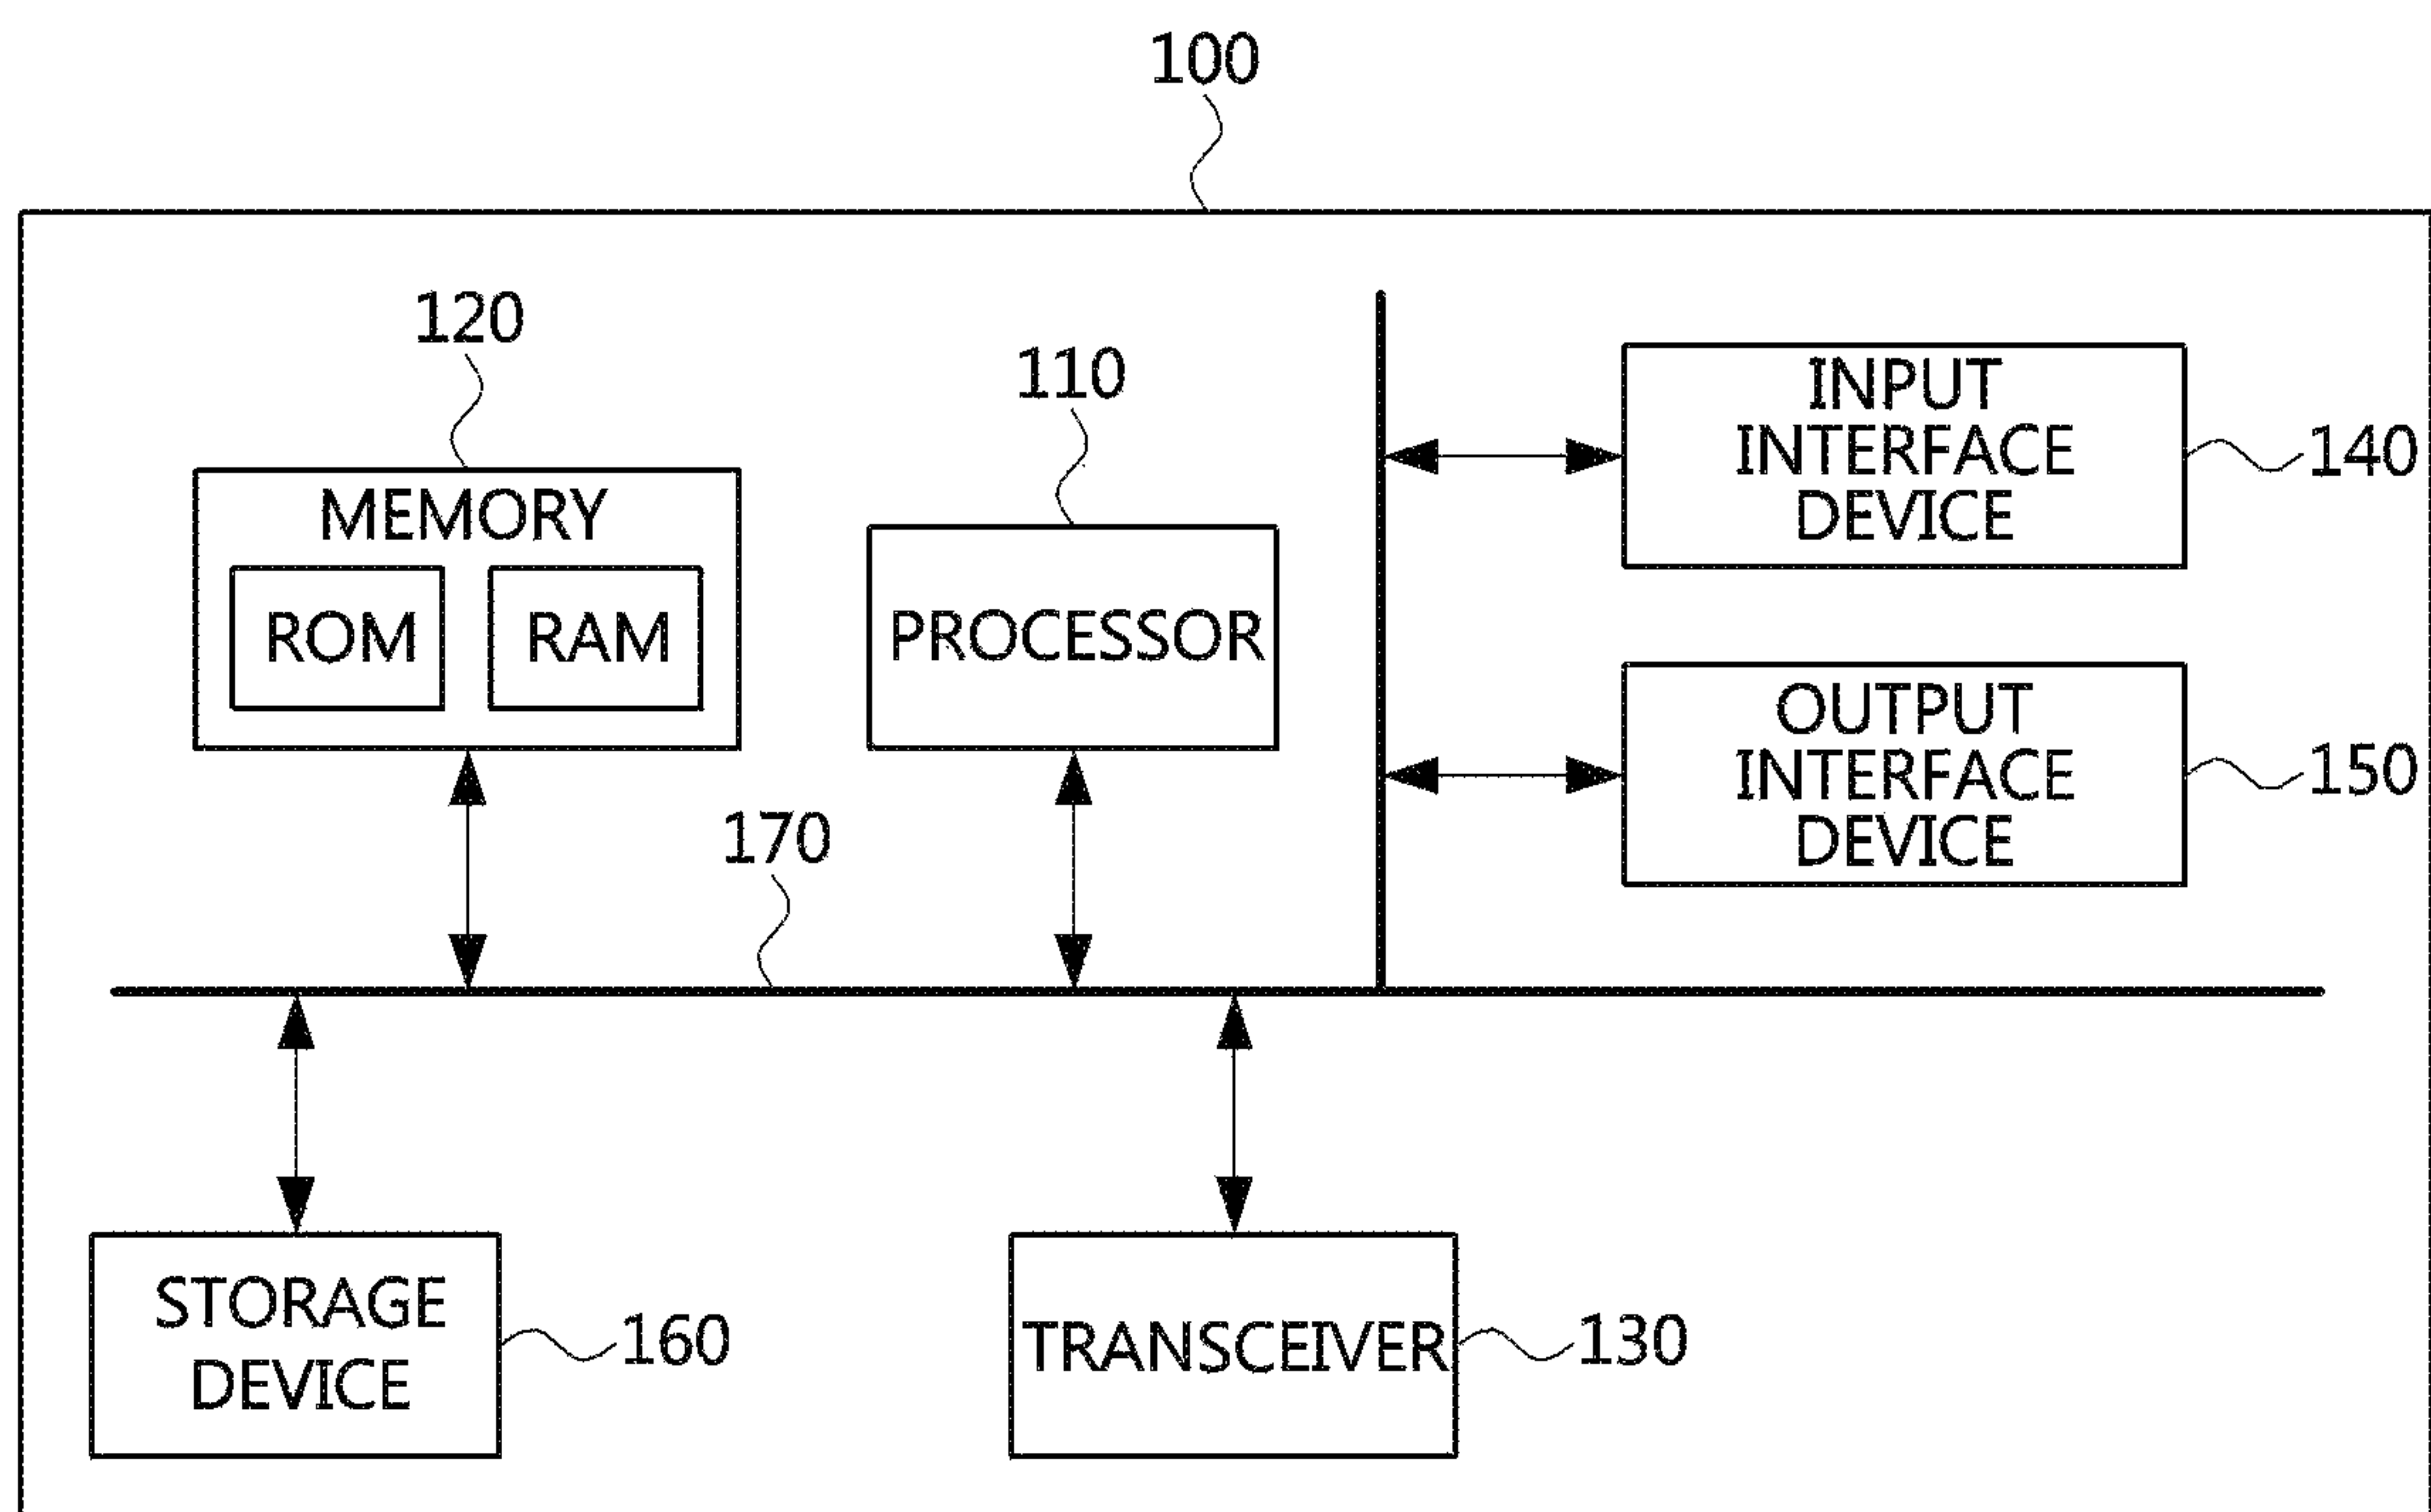 100
120
110
MEMORY
ROM
RAM
PROCESSOR
INPUT
INTERFACE
DEVICE
140
OUTPUT
INTERFACE
DEVICE
150
170
STORAGE
DEVICE
160
TRANSCEIVER
130